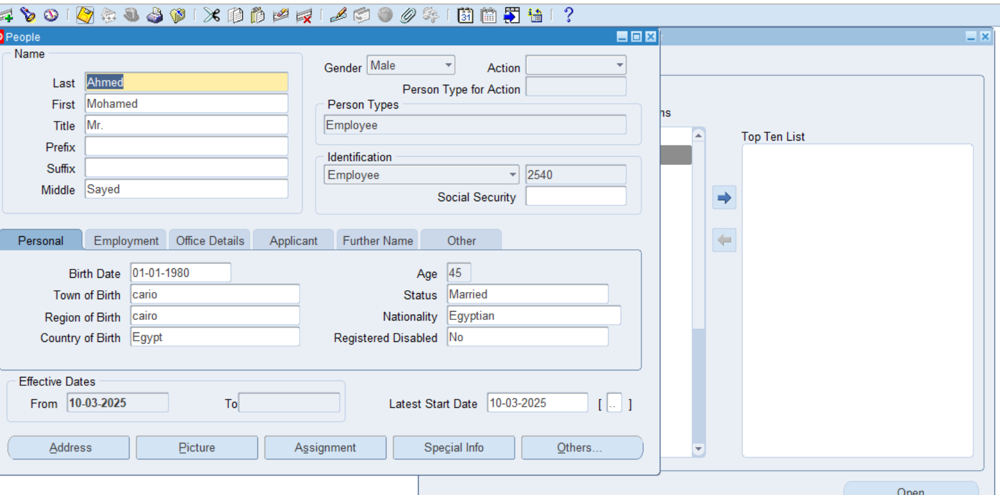 31
?
People
Name
Last Ahmed
First Mohamed
Title Mr.
Prefix
Suffix
Middle Sayed
Gender Male
Action
Person Type for Action
Person Types
Employee
Identification
Employee 2540
Social Security
Personal Employment Office Details Applicant Further Name Other
Birth Date 01-01-1980
Town of Birth cario
Region of Birth cairo
Country of Birth Egypt
Age 45
Status Married
Nationality Egyptian
Registered Disabled No
Effective Dates
From 10-03-2025 To
Latest Start Date 10-03-2025 [ .. ]
Address Picture Assignment Special Info Others...
Top Ten List
Open